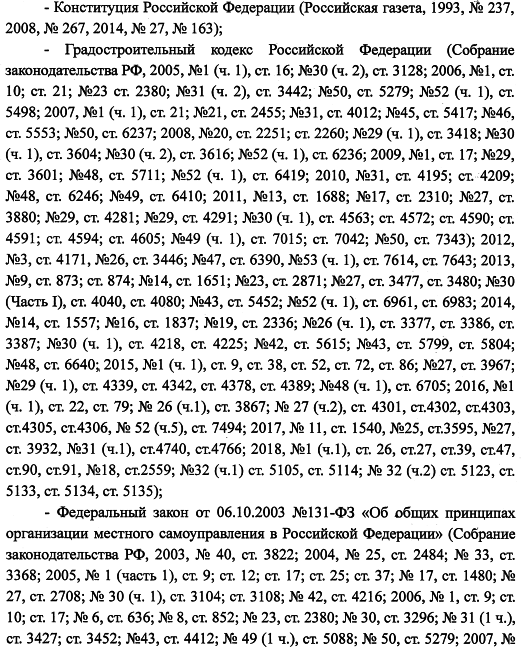 - Конституция Российской Федерации (Российская газета, 1993, № 237,
2008, № 267, 2014, № 27, № 163);
- Градостроительный кодекс Российской Федерации (Собрание
законодательства РФ, 2005, №1 (ч. 1), ст. 16; №30 (ч. 2), ст. 3128; 2006, №1, ст.
10; ст. 21; №23 ст. 2380; №31 (ч. 2), ст. 3442; №50, ст. 5279; №52 (ч. 1), ст.
5498; 2007, №1 (ч. 1), ст. 21; №21, ст. 2455; №31, ст. 4012; №45, ст. 5417; №46,
ст. 5553; №50, ст. 6237; 2008, №20, ст. 2251; ст. 2260; №29 (ч. 1), ст. 3418; №30
(ч. 1), ст. 3604; №30 (ч. 2), ст. 3616; №52 (ч. 1), ст. 6236; 2009, №1, ст. 17; №29,
ст. 3601; №48, ст. 5711; №52 (ч. 1), ст. 6419; 2010, №31, ст. 4195, ст. 4209;
№48, ст. 6246; №49, ст. 6410; 2011, №13, ст. 1688; №17, ст. 2310; №27, ст.
3880; №29, ст. 4281; №29, ст. 4291; №30 (ч. 1), ст. 4563; ст. 4572; ст. 4590; ст.
4591; ст. 4594; ст. 4605; №49 (ч. 1), ст. 7015; ст. 7042; №50, ст. 7343); 2012,
№3, ст. 4171, №26, ст. 3446; №47, ст. 6390, №53 (ч. 1), ст. 7614, ст. 7643; 2013,
№9, ст. 873; ст. 874; №14, ст. 1651; №23, ст. 2871; №27, ст. 3477, ст. 3480; №30
(Часть I), ст. 4040, ст. 4080; №43, ст. 5452; №52 (ч. 1), ст. 6961, ст. 6983; 2014,
№14, ст. 1557; №16, ст. 1837; №19, ст. 2336; №26 (ч. 1), ст. 3377, ст. 3386, ст.
3387; №30 (ч. 1), ст. 4218, ст. 4225; №42, ст. 5615; №43, ст. 5799, ст. 5804;
№48, ст. 6640; 2015, №1 (ч. 1), ст. 9, ст. 38, ст. 52, ст. 72, ст. 86; №27, ст. 3967;
№29 (ч. 1), ст. 4339, ст. 4342, ст. 4378, ст. 4389; №48 (ч. 1), ст. 6705; 2016, №1
(ч. 1), ст. 22, ст. 79; № 26 (ч.1), ст. 3867; № 27 (ч.2), ст. 4301, ст.4302, ст.4303,
ст.4305, ст.4306, № 52 (ч.5), ст. 7494; 2017, № 11, ст. 1540, №25, ст.3595, №27,
ст. 3932, №31 (ч.1), ст.4740, ст.4766; 2018, №1 (ч.1), ст. 26, ст.27, ст.39, ст.47,
ст.90, ст.91, №18, ст.2559; №32 (ч.1) ст. 5105, ст. 5114; № 32 (ч.2) ст. 5123, ст.
5133, ст. 5134, ст. 5135);
- Федеральный закон от 06.10.2003 №131-ФЗ «Об общих принципах
организации местного самоуправления в Российской Федерации» (Собрание
законодательства РФ, 2003, № 40, ст. 3822; 2004, № 25, ст. 2484; № 33, ст.
3368; 2005, № 1 (часть 1), ст. 9; ст. 12; ст. 17; ст. 25; ст. 37; № 17, ст. 1480; №
27, ст. 2708; № 30 (ч. 1), ст. 3104; ст. 3108; № 42, ст. 4216; 2006, № 1, ст. 9; ст.
10; ст. 17; № 6, ст. 636; № 8, ст. 852; № 23, ст. 2380; № 30, ст. 3296; № 31 (1 ч.),
ст. 3427; ст. 3452; №43, ст. 4412; № 49 (1 ч.), ст. 5088; № 50, ст. 5279; 2007, №